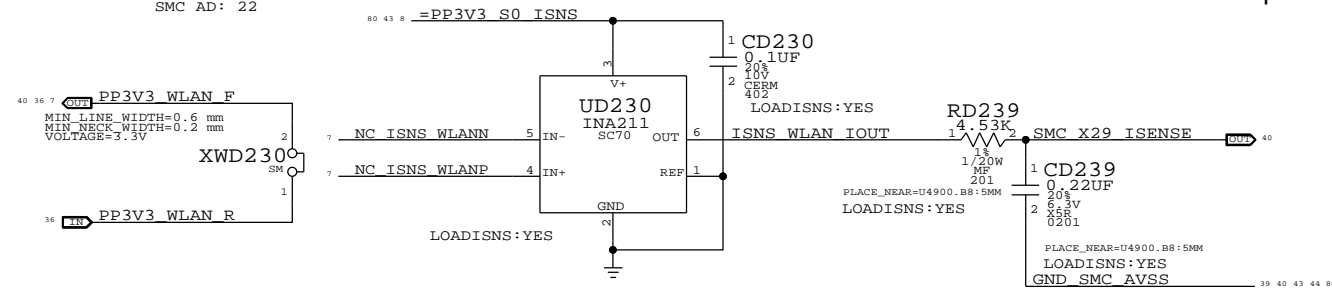 SMC AD: 22
80 43 8 =PP3V3_S0_ISNS
1 CD230
0.1UF
20%
10V
2 CERM
402
LOADISNS:YES
3
V+
UD230
INA211
SC70
5 IN-
4 IN+
OUT 6
REF 1
GND
2
LOADISNS:YES
40 36 7 OUT PP3V3_WLAN_F
MIN_LINE_WIDTH=0.6 mm
MIN_NECK_WIDTH=0.2 mm
VOLTAGE=3.3V
2
XWD230
SM
1
36 IN PP3V3_WLAN_R
7 NC_ISNS_WLANN
7 NC_ISNS_WLANP
ISNS_WLAN_IOUT
RD239
1 4.53K 2
1%
1/20W
MF
201
PLACE_NEAR=U4900.B8:5MM
LOADISNS:YES
SMC_X29_ISENSE OUT 40
1 CD239
0.22UF
20%
6.3V
2 X5R
0201
PLACE_NEAR=U4900.B8:5MM
LOADISNS:YES
GND_SMC_AVSS 39 40 43 44 8